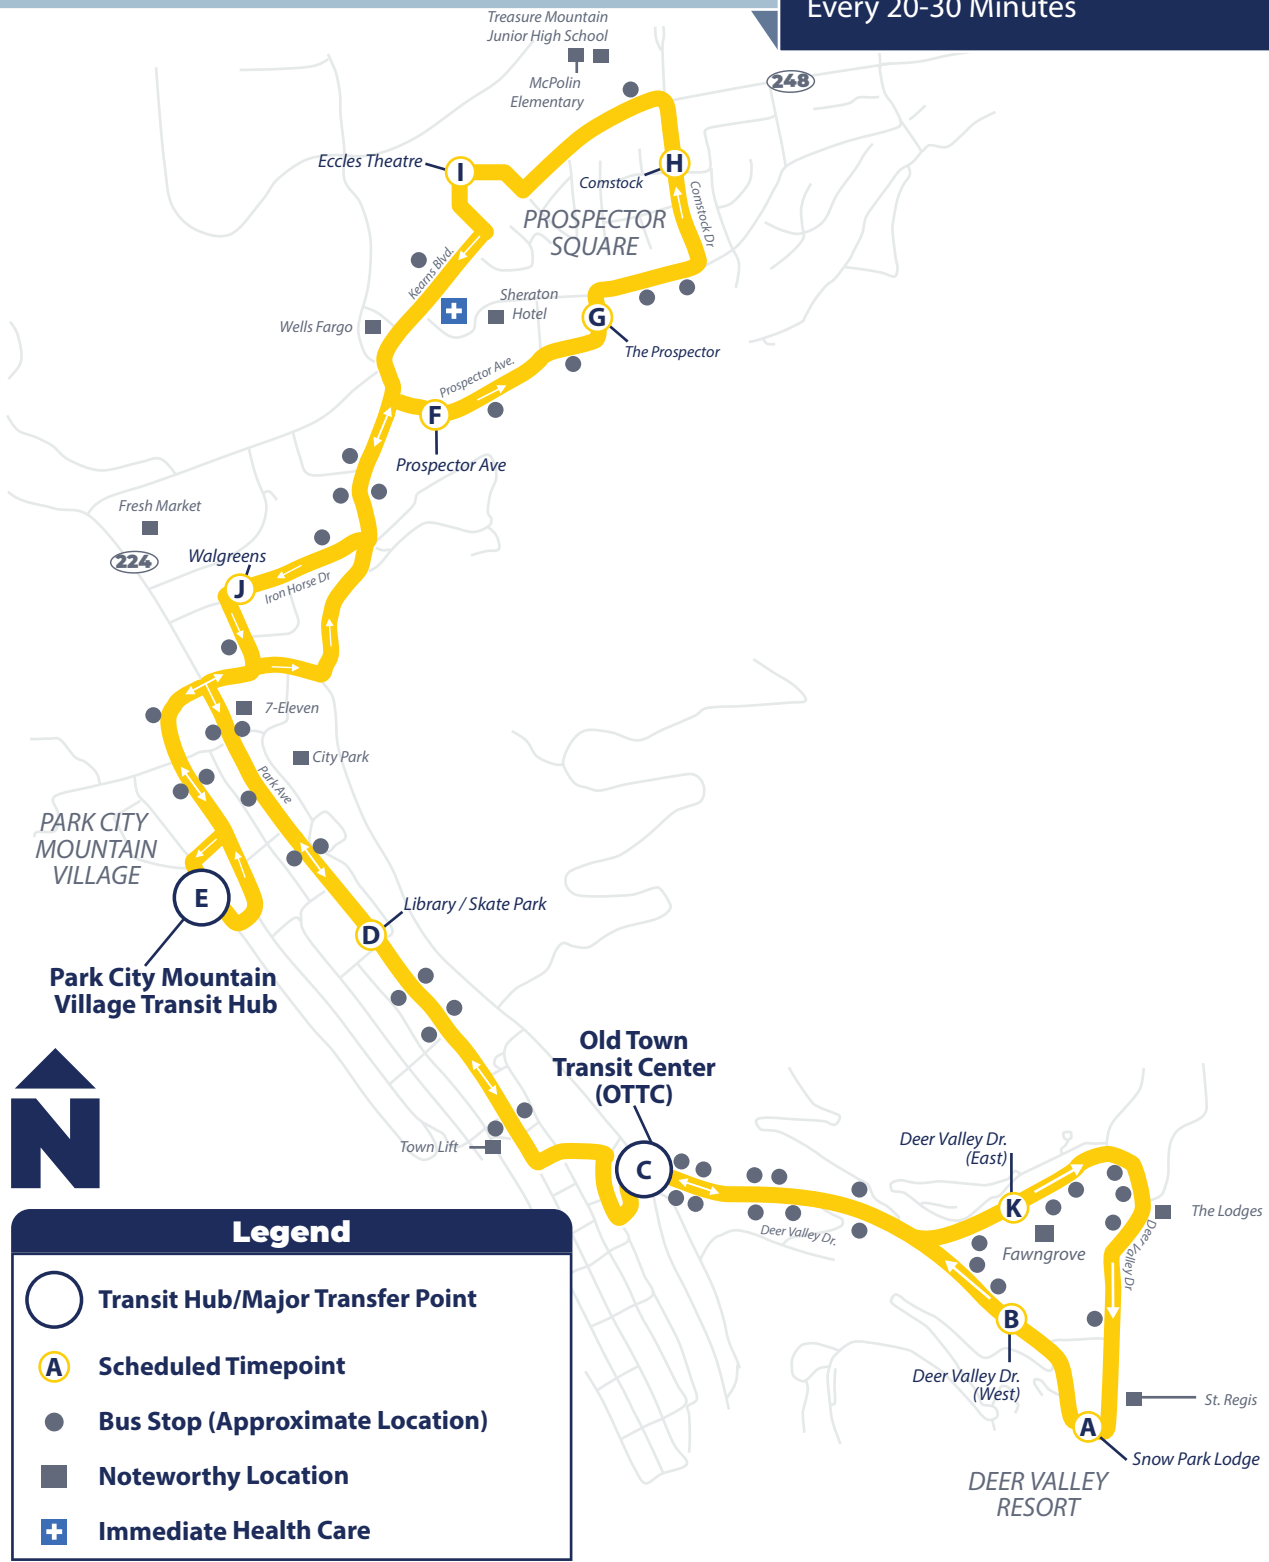 Every 20-30 Minutes
Treasure Mountain
Junior High School
McPolin
Elementary
248
Eccles Theatre
I
H
Comstock
Comstock Dr
PROSPECTOR
SQUARE
Kearns Blvd.
Sheraton
Hotel
Wells Fargo
G
The Prospector
Prospector Ave.
F
Prospector Ave
Fresh Market
224
Walgreens
J
Iron Horse Dr
7-Eleven
City Park
Park Ave
PARK CITY
MOUNTAIN
VILLAGE
E
Library / Skate Park
D
Park City Mountain
Village Transit Hub
Old Town
Transit Center
(OTTC)
N
Town Lift
C
Deer Valley Dr.
(East)
K
The Lodges
Deer Valley Dr.
Fawngrove
Deer Valley Dr
B
Deer Valley Dr.
(West)
St. Regis
A
Snow Park Lodge
DEER VALLEY
RESORT
Legend
Transit Hub/Major Transfer Point
A Scheduled Timepoint
Bus Stop (Approximate Location)
Noteworthy Location
Immediate Health Care